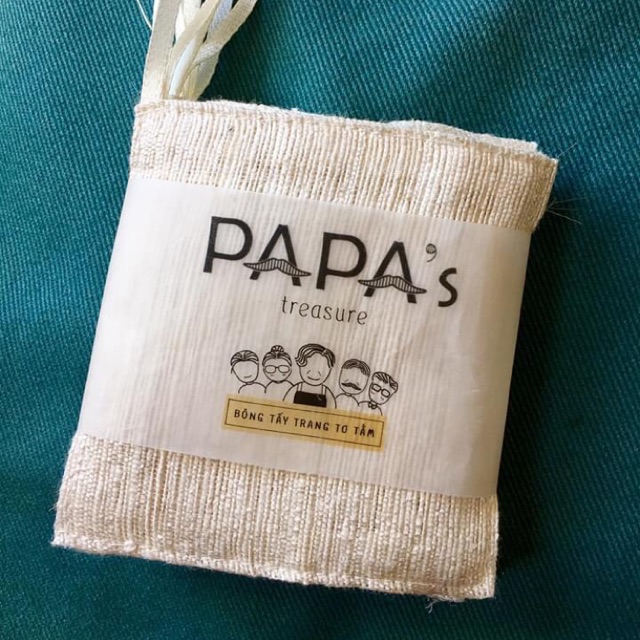 PAPA's
treasure
BÔNG TẨY TRANG TƠ TẰM